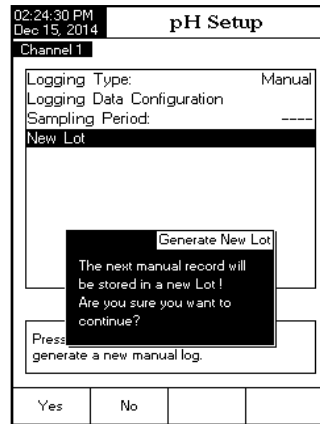 02:24:30 PM
Dec 15, 2014
pH Setup
Channel 1
Logging Type: Manual
Logging Data Configuration
Sampling Period: ----
New Lot
Generate New Lot
The next manual record will
be stored in a new Lot !
Are you sure you want to
continue?
Press
generate a new manual log.
Yes No